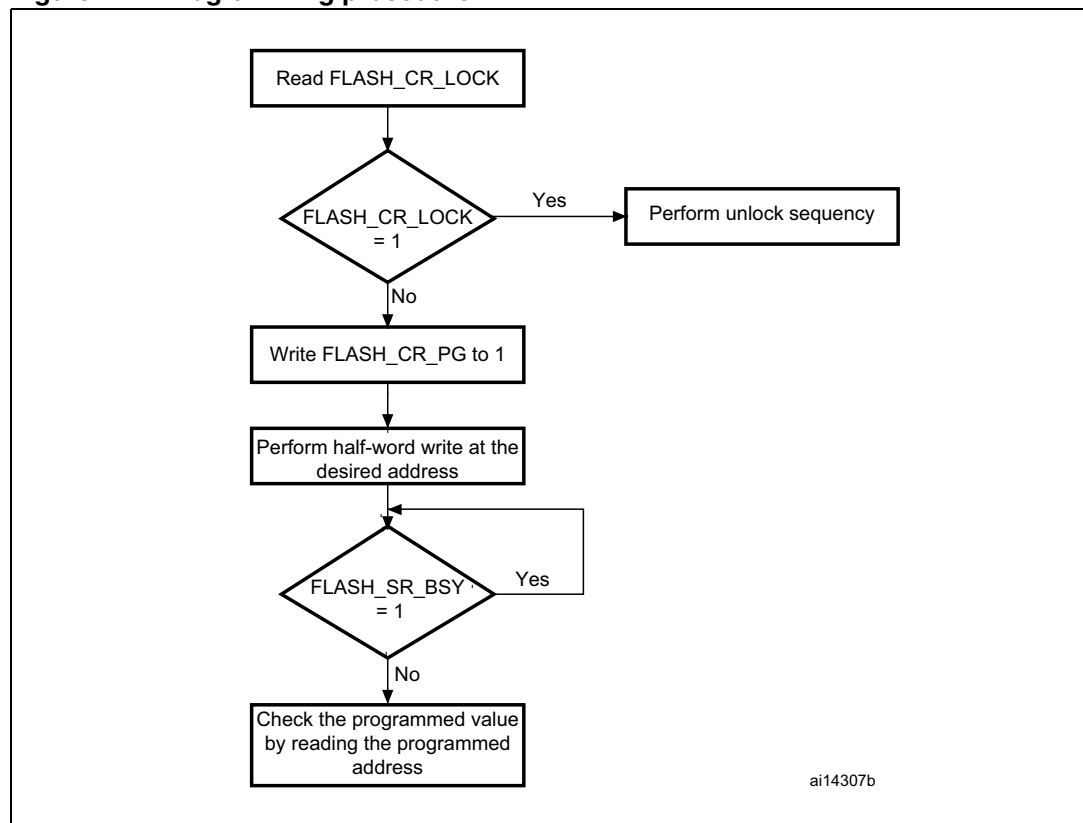 Read FLASH_CR_LOCK
FLASH_CR_LOCK
= 1
Yes
Perform unlock sequency
No
Write FLASH_CR_PG to 1
Perform half-word write at the
desired address
FLASH_SR_BSY
= 1
Yes
No
Check the programmed value
by reading the programmed
address
ai14307b